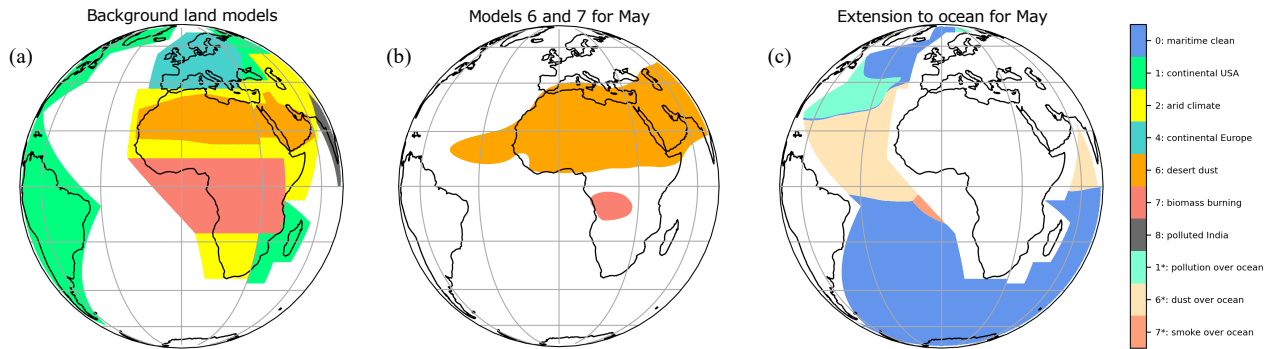 Background land models
Models 6 and 7 for May
Extension to ocean for May
(a)
(b)
(c)
0: maritime clean
1: continental USA
2: arid climate
4: continental Europe
6: desert dust
7: biomass burning
8: polluted India
1*: pollution over ocean
6*: dust over ocean
7*: smoke over ocean